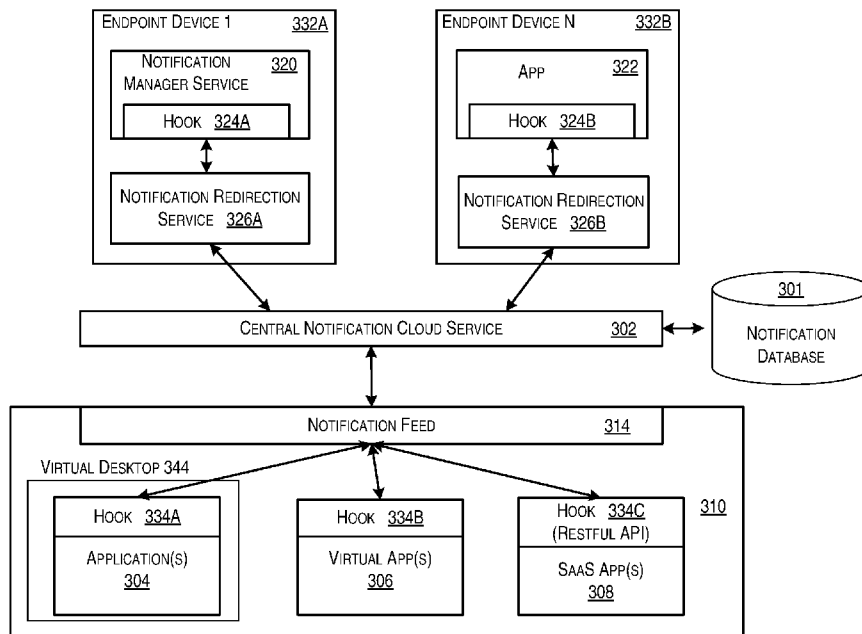 ENDPOINT DEVICE 1 332A
NOTIFICATION 320
MANAGER SERVICE
HOOK 324A
NOTIFICATION REDIRECTION
SERVICE 326A
ENDPOINT DEVICE N 332B
APP 322
HOOK 324B
NOTIFICATION REDIRECTION
SERVICE 326B
CENTRAL NOTIFICATION CLOUD SERVICE 302
301
NOTIFICATION
DATABASE
NOTIFICATION FEED 314
310
VIRTUAL DESKTOP 344
HOOK 334A
APPLICATION(S)
304
HOOK 334B
VIRTUAL APP(S)
306
HOOK 334C
(RESTFUL API)
SAAS APP(S)
308